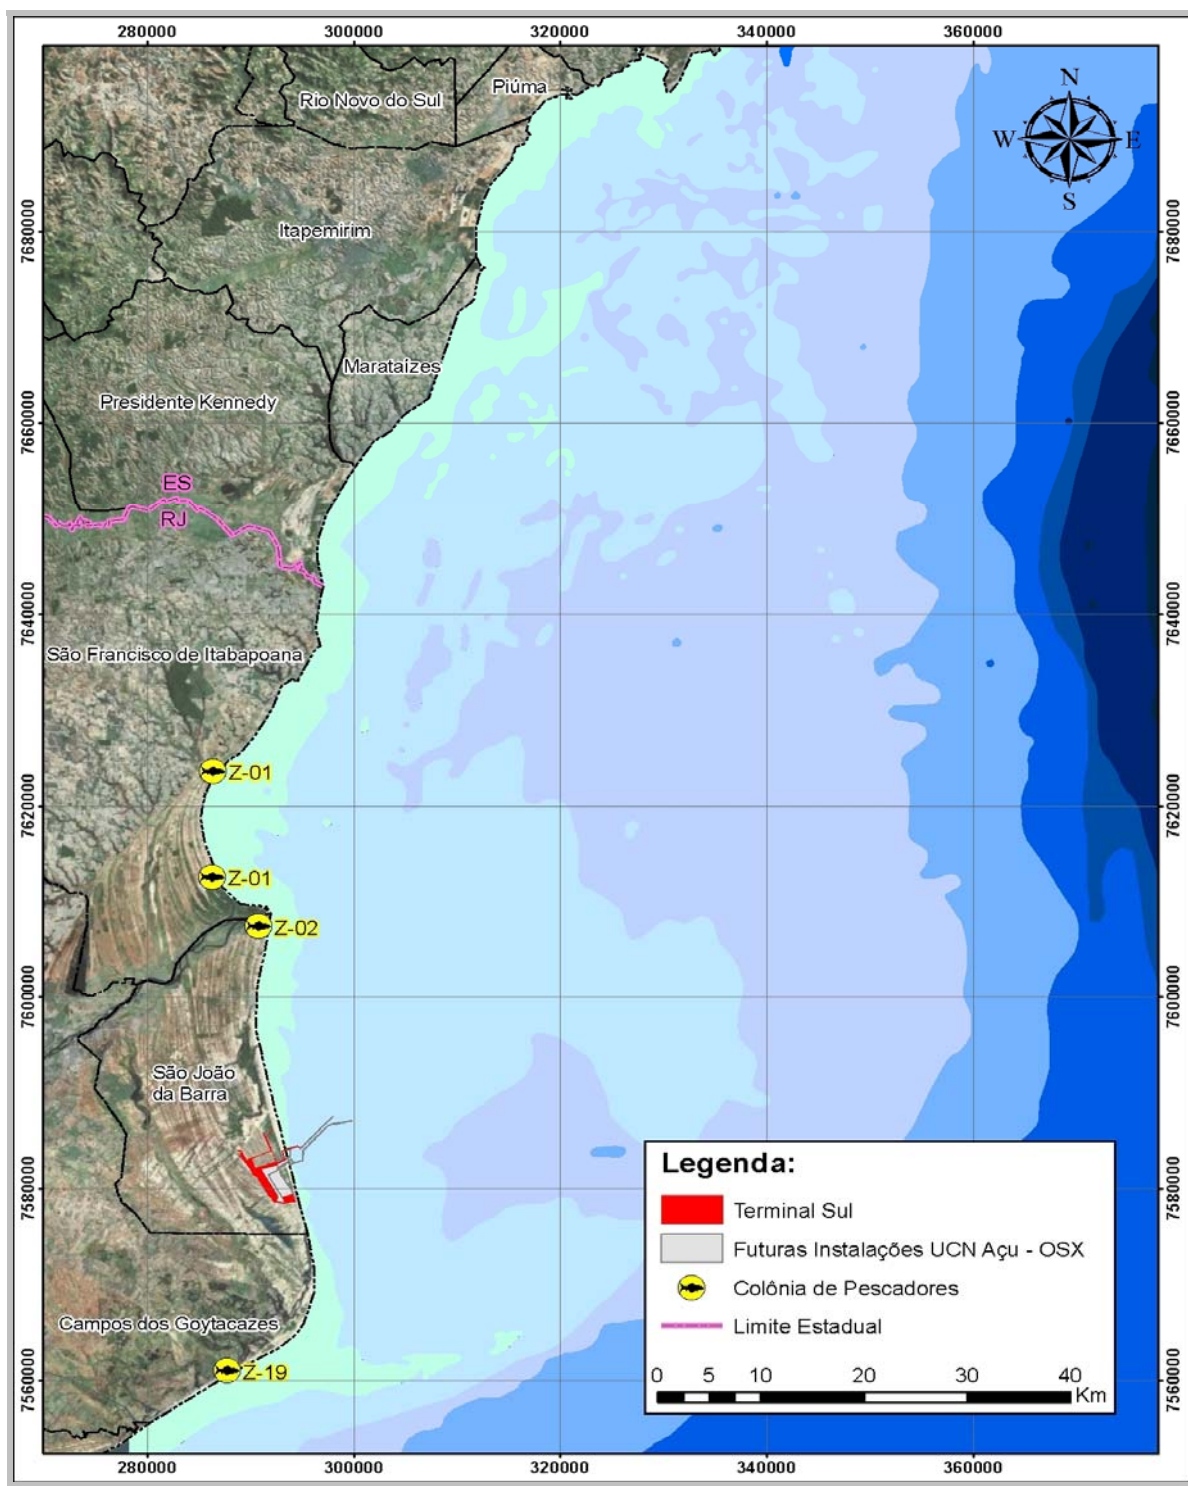 280000 300000 320000 340000 360000
Rio Novo do Sul
Piúma
N
W E
S
Itapemirim
7680000 7680000
Marataízes
Presidente Kennedy
7660000 7660000
ES
RJ
7640000 7640000
São Francisco de Itabapoana
Z-01
7620000 7620000
Z-01
Z-02
7600000 7600000
São João
da Barra
7580000 7580000
Campos dos Goytacazes
Z-19
7560000 7560000
Legenda:
Terminal Sul
Futuras Instalações UCN Açu - OSX
Colônia de Pescadores
Limite Estadual
0 5 10 20 30 40
Km
280000 300000 320000 340000 360000